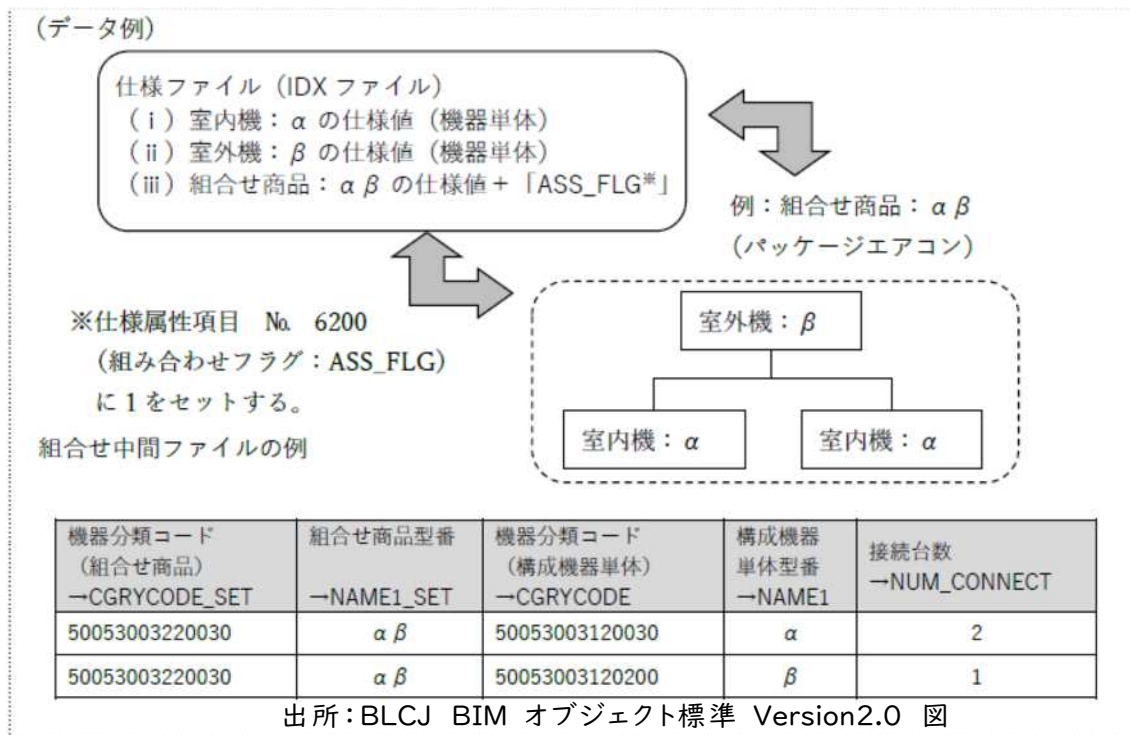 (データ例)
仕様ファイル（IDX ファイル）
（ⅰ）室内機：α の仕様値（機器単体）
（ⅱ）室外機：β の仕様値（機器単体）
（ⅲ）組合せ商品：α β の仕様値＋「ASS_FLG※」
例：組合せ商品：α β
（パッケージエアコン）
※仕様属性項目 № 6200
（組み合わせフラグ：ASS_FLG）
に 1 をセットする。
室外機：β
室内機：α
室内機：α
組合せ中間ファイルの例
機器分類コード
（組合せ商品）
→CGRYCODE_SET
組合せ商品型番
→NAME1_SET
機器分類コード
（構成機器単体）
→CGRYCODE
構成機器
単体型番
→NAME1
接続台数
→NUM_CONNECT
50053003220030 α β 50053003120030 α 2
50053003220030 α β 50053003120200 β 1
出所：BLCJ BIM オブジェクト標準 Version2.0 図